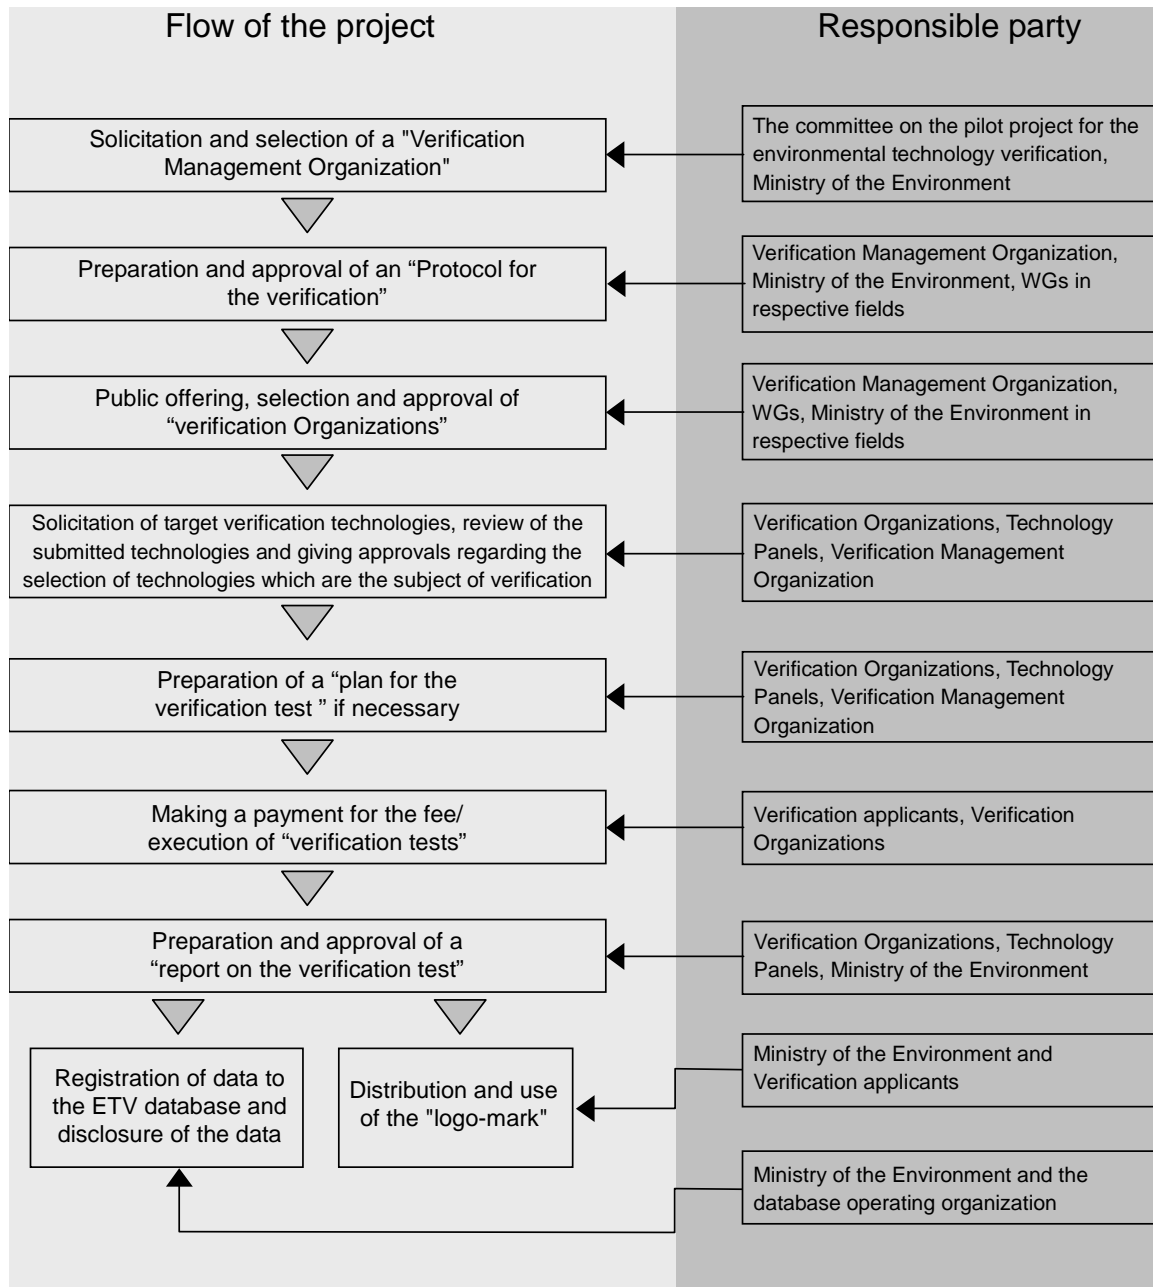 Flow of the project
Responsible party
Solicitation and selection of a "Verification
Management Organization"
The committee on the pilot project for the
environmental technology verification,
Ministry of the Environment
Preparation and approval of an “Protocol for
the verification”
Verification Management Organization,
Ministry of the Environment, WGs in
respective fields
Public offering, selection and approval of
“verification Organizations”
Verification Management Organization,
WGs, Ministry of the Environment in
respective fields
Solicitation of target verification technologies, review of the
submitted technologies and giving approvals regarding the
selection of technologies which are the subject of verification
Verification Organizations, Technology
Panels, Verification Management
Organization
Preparation of a “plan for the
verification test ” if necessary
Verification Organizations, Technology
Panels, Verification Management
Organization
Making a payment for the fee/
execution of “verification tests”
Verification applicants, Verification
Organizations
Preparation and approval of a
“report on the verification test”
Verification Organizations, Technology
Panels, Ministry of the Environment
Registration of data to
the ETV database and
disclosure of the data
Distribution and use
of the "logo-mark"
Ministry of the Environment and
Verification applicants
Ministry of the Environment and the
database operating organization